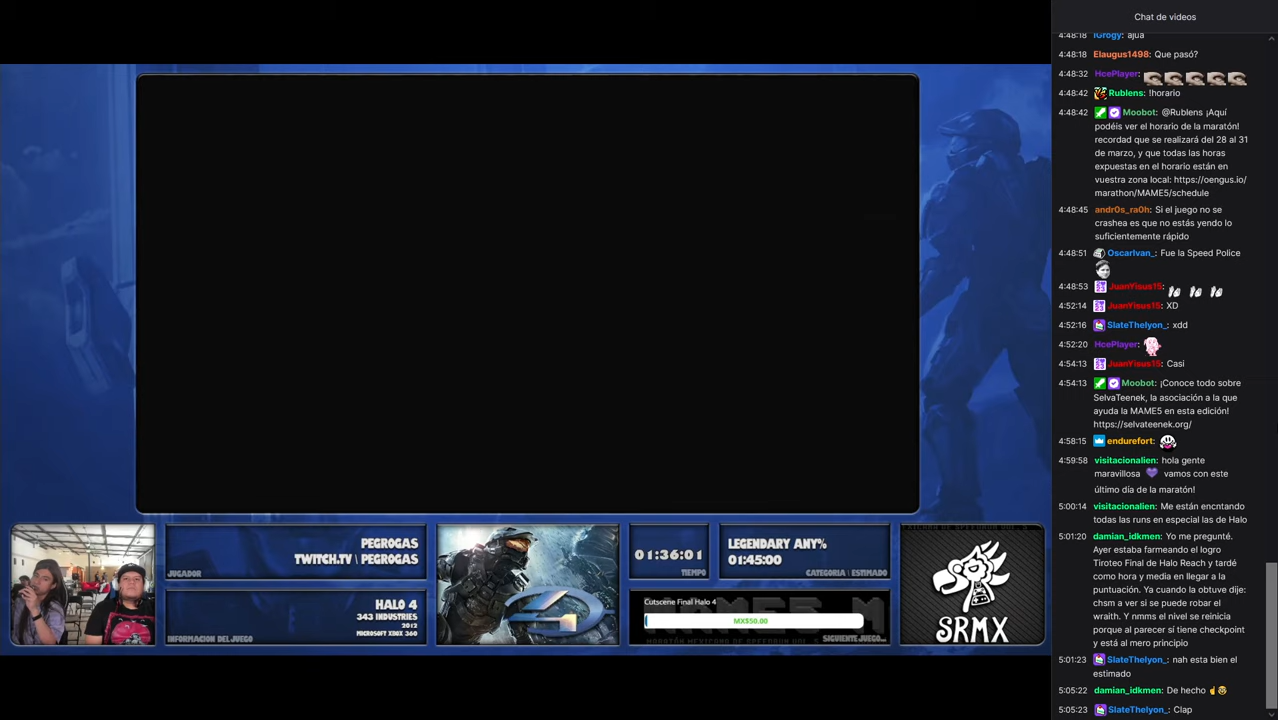 Chat de videos
4:48:18 iGrogy: ajua
4:48:18 Elaugus1498: Que pasó?
4:48:32 HcePlayer:
4:48:42 Rublens: !horario
4:48:42 Moobot: @Rublens ¡Aquí
podéis ver el horario de la maratón!
recordad que se realizará del 28 al 31
de marzo, y que todas las horas
expuestas en el horario están en
vuestra zona local: https://oengus.io/
marathon/MAME5/schedule
4:48:45 andr0s_ra0h: Si el juego no se
crashea es que no estás yendo lo
suficientemente rápido
4:48:51 OscarIvan_: Fue la Speed Police
4:48:53 JuanYisus15:
4:52:14 JuanYisus15: XD
4:52:16 SlateThelyon_: xdd
4:52:20 HcePlayer:
4:54:13 JuanYisus15: Casi
4:54:13 Moobot: ¡Conoce todo sobre
SelvaTeenek, la asociación a la que
ayuda la MAME5 en esta edición!
https://selvateenek.org/
4:58:15 endurefort:
4:59:58 visitacionalien: hola gente
maravillosa 💜 vamos con este
último día de la maratón!
5:00:14 visitacionalien: Me están encntando
todas las runs en especial las de Halo
5:01:20 damian_idkmen: Yo me pregunté.
Ayer estaba farmeando el logro
Tiroteo Final de Halo Reach y tardé
como hora y media en llegar a la
puntuación. Ya cuando la obtuve dije:
chsm a ver si se puede robar el
wraith. Y nmms el nivel se reinicia
porque al parecer sí tiene checkpoint
y está al mero principio
5:01:23 SlateThelyon_: nah esta bien el
estimado
5:05:22 damian_idkmen: De hecho ☝️🤓
5:05:23 SlateThelyon_: Clap
PEGROGAS
TWITCH.TV \ PEGROGAS
JUGADOR
HALO 4
343 INDUSTRIES
2012
MICROSOFT XBOX 360
INFORMACION DEL JUEGO
4
01:36:01
TIEMPO
LEGENDARY ANY%
01:45:00
CATEGORIA \ ESTIMADO
Cutscene Final Halo 4
MX$50.00
SIGUIENTE JUEGO...
SRMX